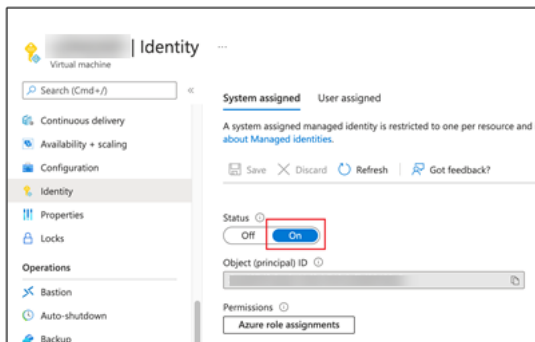 | Identity ...
Virtual machine
Search (Cmd+/)
«
Continuous delivery
Availability + scaling
Configuration
Identity
Properties
Locks
Operations
Bastion
Auto-shutdown
Backup
System assigned User assigned
A system assigned managed identity is restricted to one per resource and
about Managed identities.
Save Discard Refresh Got feedback?
Status
Off On
Object (principal) ID
Permissions
Azure role assignments